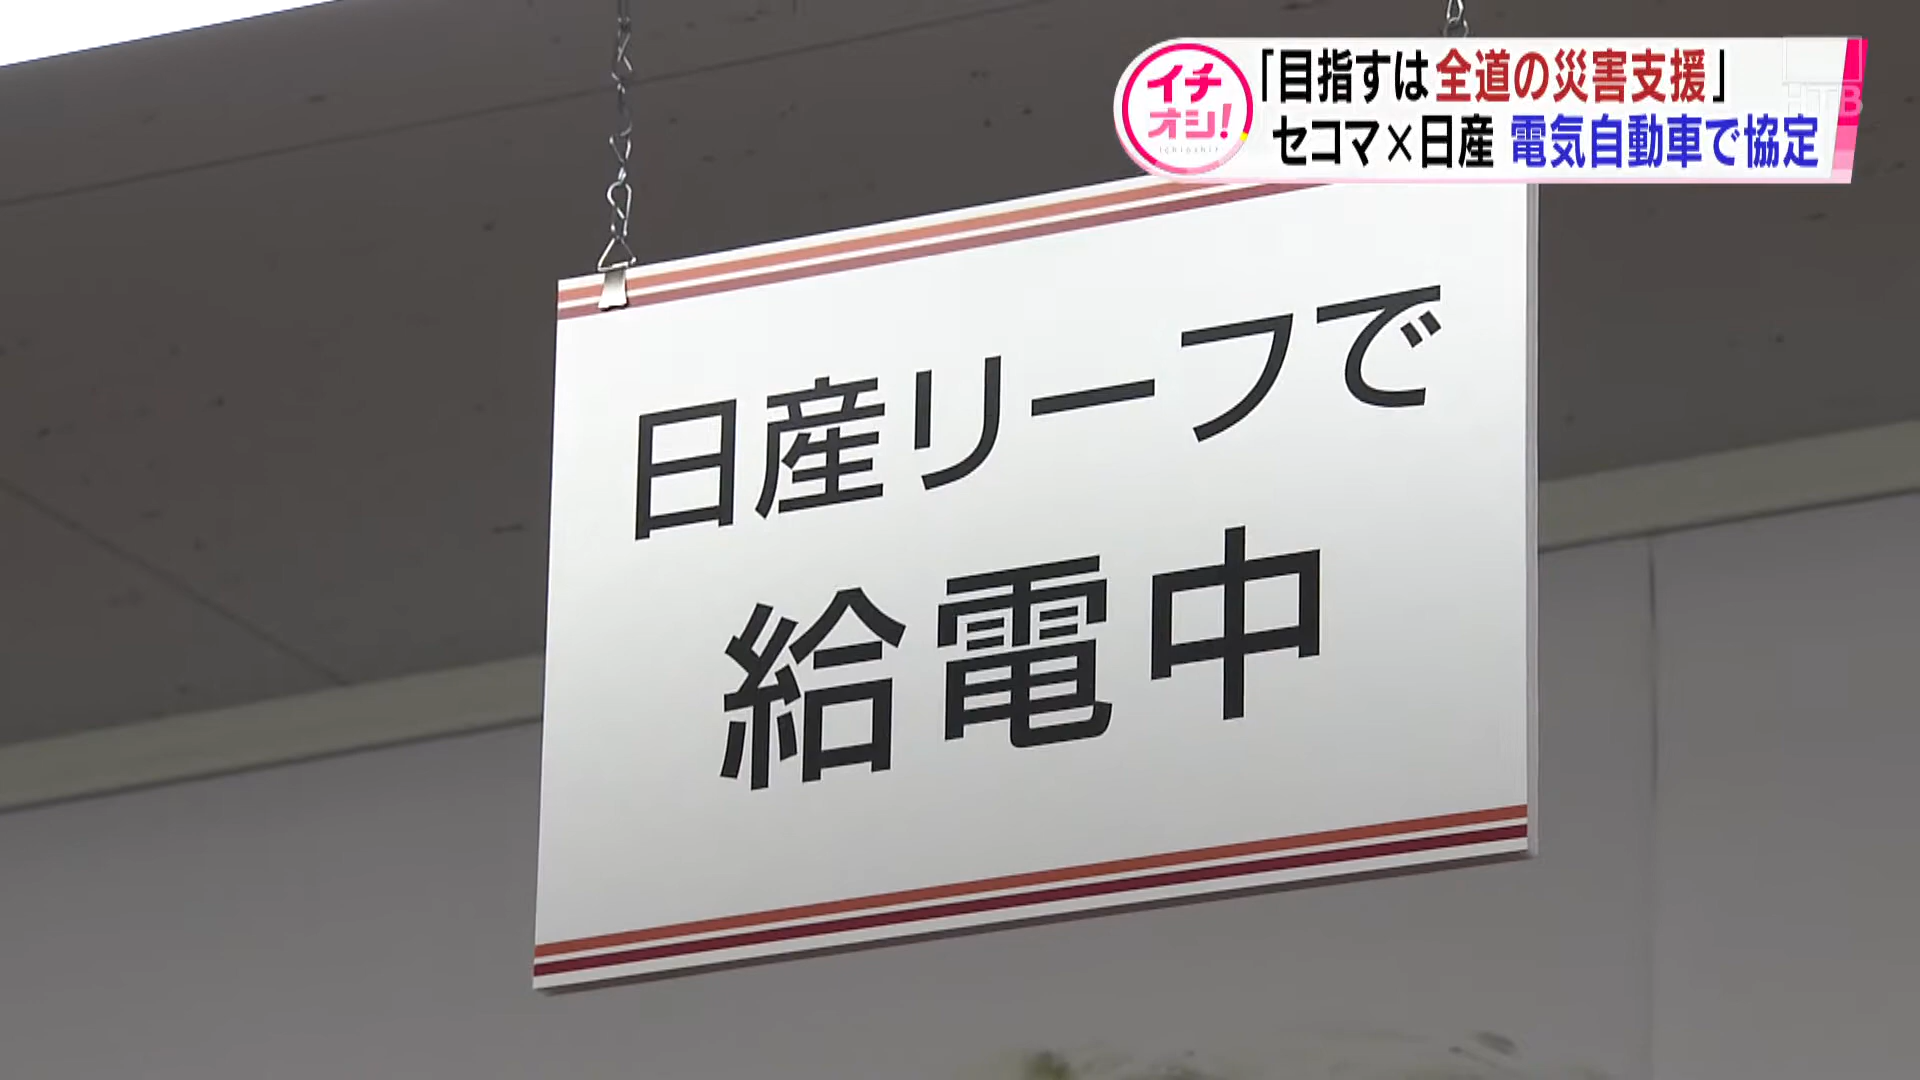 イチ
オシ!
ichioshi!
「目指すは全道の災害支援」
セコマ×日産 電気自動車で協定
HTB
日産リーフで
給電中